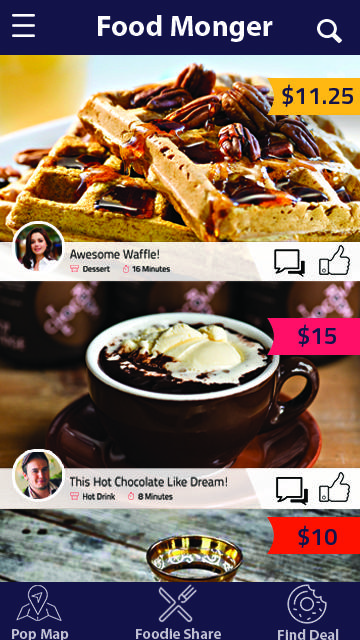 Food Monger
$11.25
Awesome Waffle!
Dessert 16 Minutes
$15
This Hot Chocolate Like Dream!
Hot Drink 8 Minutes
$10
Pop Map Foodie Share Find Deal